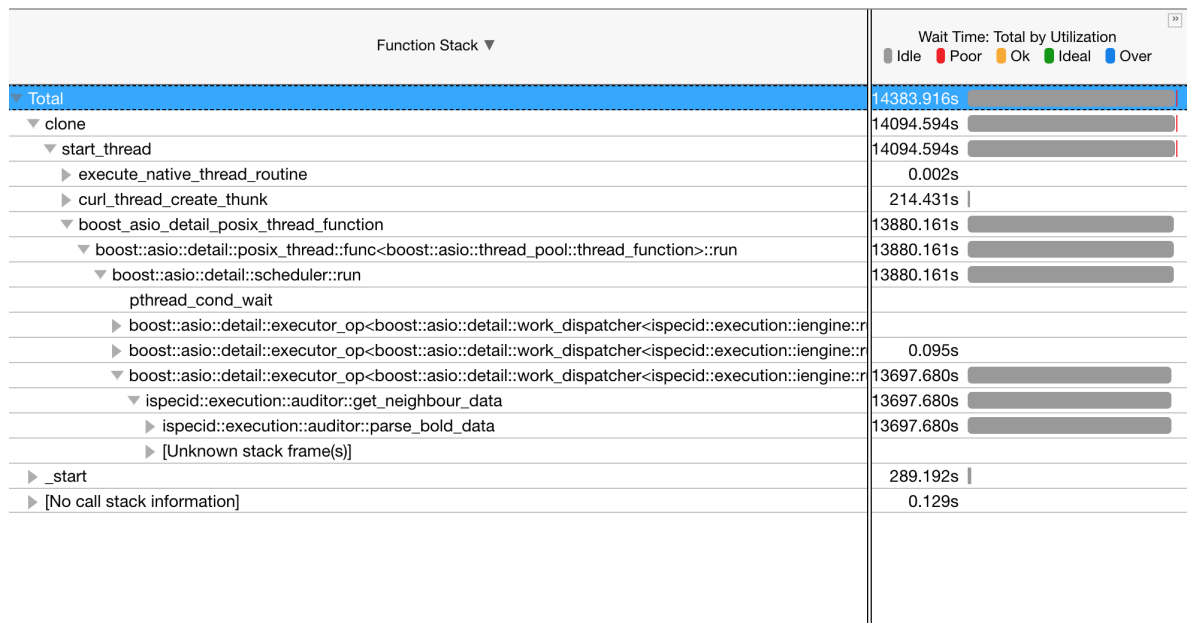 Function Stack ▼
»
Wait Time: Total by Utilization
Idle Poor Ok Ideal Over
Total 14383.916s
clone 14094.594s
start_thread 14094.594s
execute_native_thread_routine 0.002s
curl_thread_create_thunk 214.431s
boost_asio_detail_posix_thread_function 13880.161s
boost::asio::detail::posix_thread::func<boost::asio::thread_pool::thread_function>::run 13880.161s
boost::asio::detail::scheduler::run 13880.161s
pthread_cond_wait
boost::asio::detail::executor_op<boost::asio::detail::work_dispatcher<ispecid::execution::iengine::r
boost::asio::detail::executor_op<boost::asio::detail::work_dispatcher<ispecid::execution::iengine::r 0.095s
boost::asio::detail::executor_op<boost::asio::detail::work_dispatcher<ispecid::execution::iengine::r 13697.680s
ispecid::execution::auditor::get_neighbour_data 13697.680s
ispecid::execution::auditor::parse_bold_data 13697.680s
[Unknown stack frame(s)]
_start 289.192s
[No call stack information] 0.129s